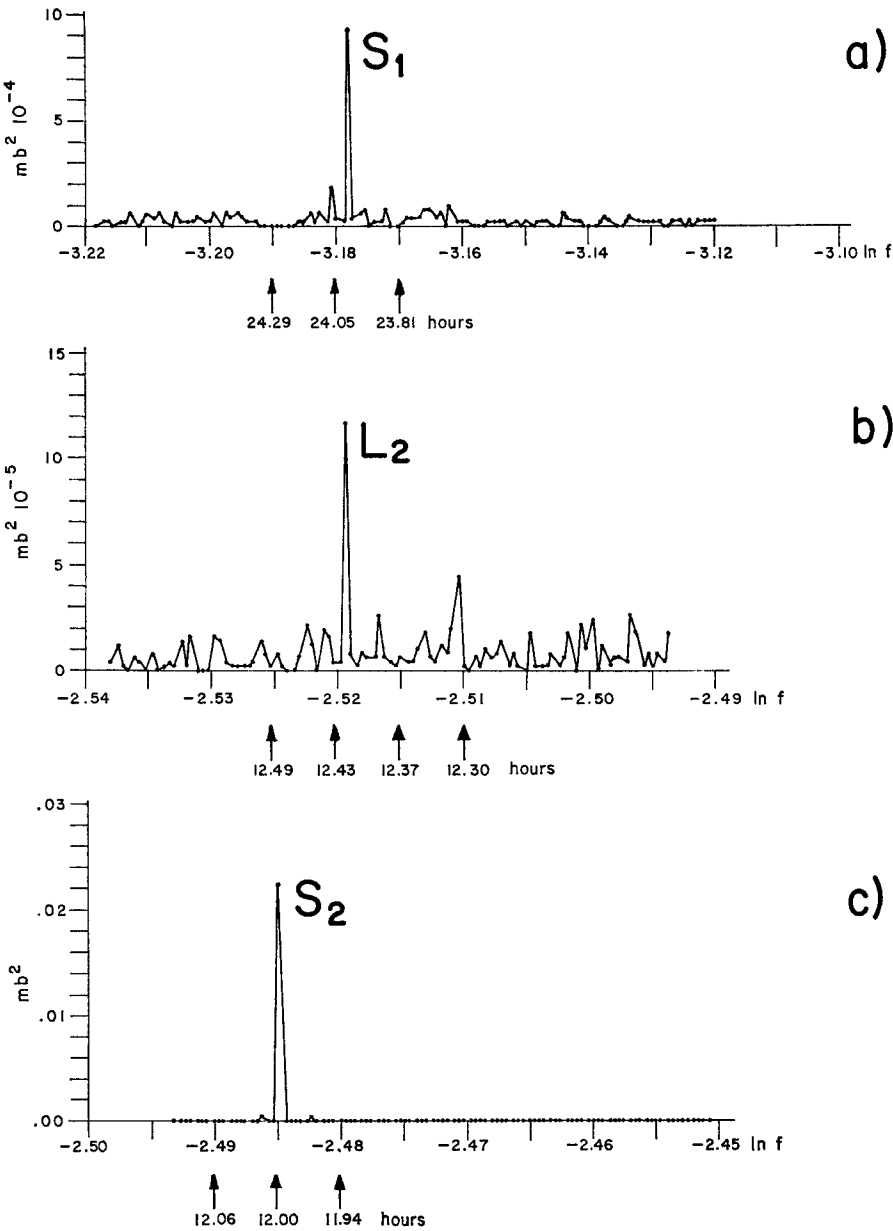 a)
S₁
mb² 10⁻⁴
10
5
0
-3.22 -3.20 -3.18 -3.16 -3.14 -3.12 -3.10 ln f
24.29 24.05 23.81 hours
b)
L₂
mb² 10⁻⁵
15
10
5
0
-2.54 -2.53 -2.52 -2.51 -2.50 -2.49 ln f
12.49 12.43 12.37 12.30 hours
c)
S₂
mb²
.03
.02
.01
.00
-2.50 -2.49 -2.48 -2.47 -2.46 -2.45 ln f
12.06 12.00 11.94 hours